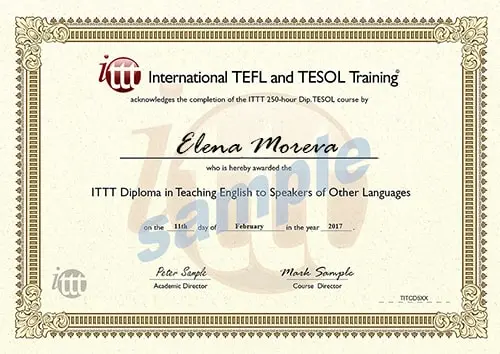 ittt International TEFL and TESOL Training®
acknowledges the completion of the ITTT 250-hour Dip. TESOL course by
Elena Moreva
who is hereby awarded the
ITTT Diploma in Teaching English to Speakers of Other Languages
sample
on the 11th day of February in the year 2017 .
Peter Sample Mark Sample
Academic Director Course Director
ittt
TITCD5XX